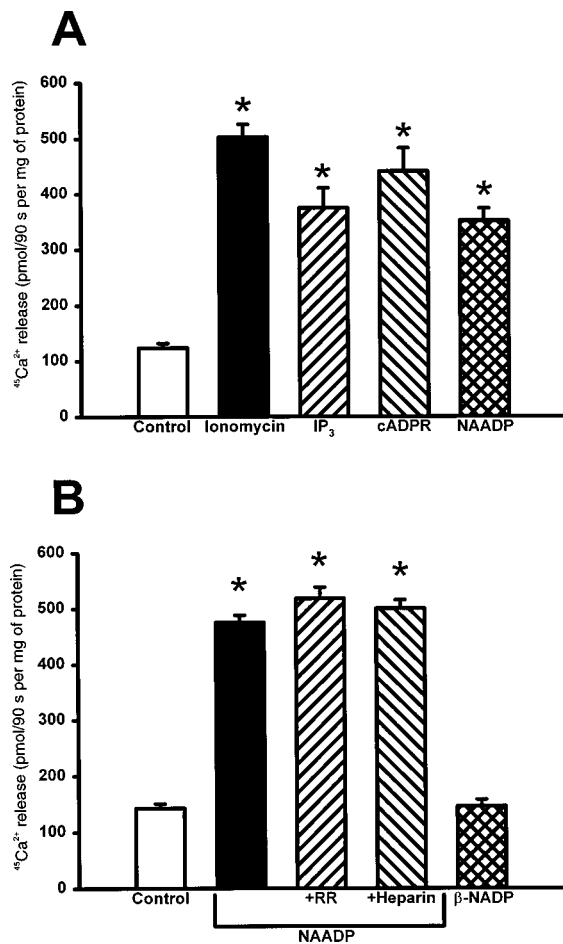 A
⁴⁵Ca²⁺ release (pmol/90 s per mg of protein)
600
500
400
300
200
100
0
* * * *
Control Ionomycin IP₃ cADPR NAADP
B
⁴⁵Ca²⁺ release (pmol/90 s per mg of protein)
600
500
400
300
200
100
0
* * *
Control +RR +Heparin β-NADP
NAADP